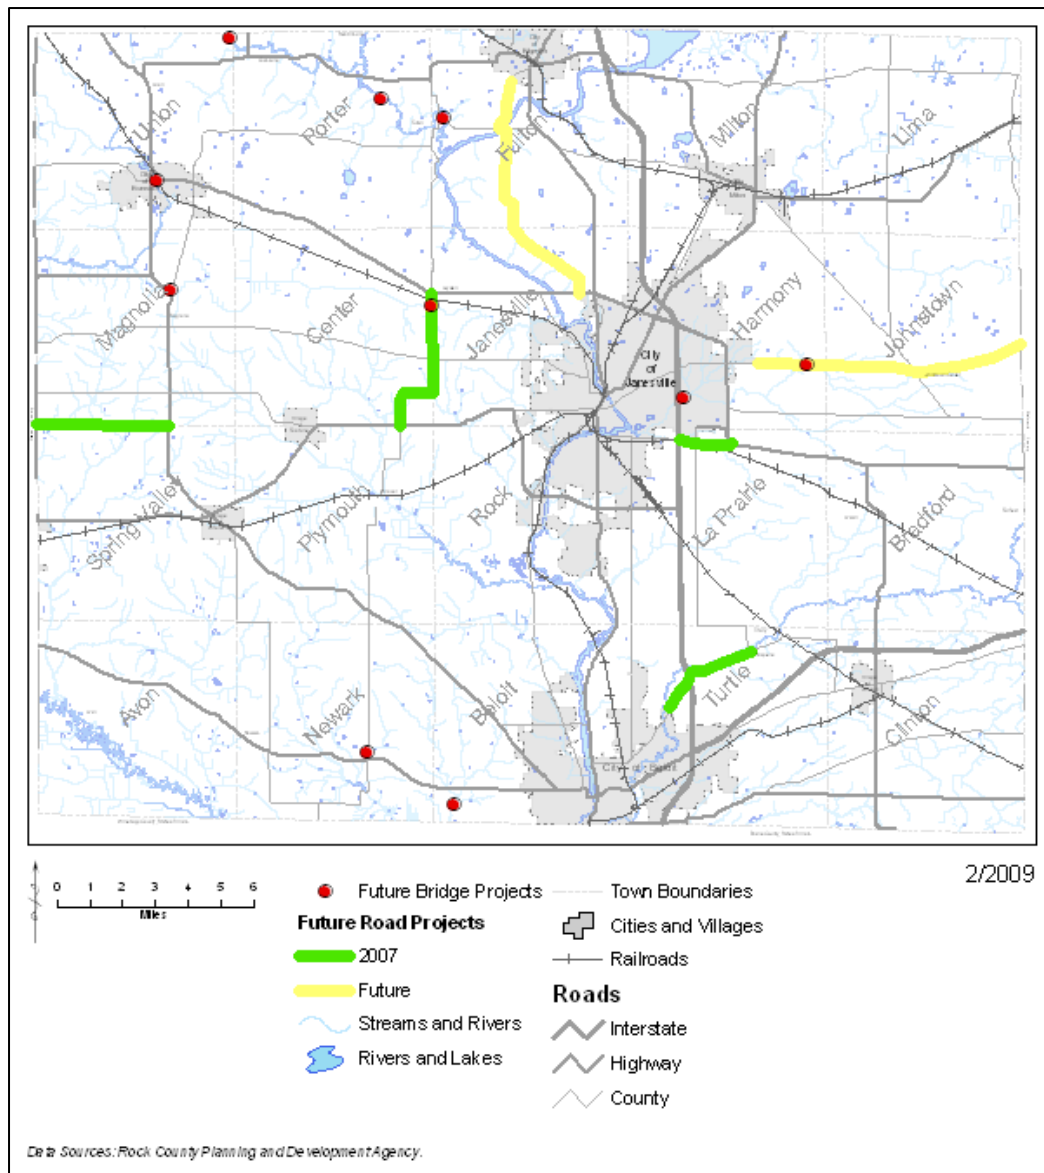 Union
Porter
Fulton
Milton
Lima
Magnolia
Center
Janesville
Harmony
Johnstown
City
of
Janesville
Spring Valley
Plymouth
Rock
La Prairie
Bradford
Avon
Newark
Beloit
Turtle
Clinton
City of Beloit
2/2009
0 1 2 3 4 5 6
Miles
Future Bridge Projects
Future Road Projects
2007
Future
Streams and Rivers
Rivers and Lakes
Town Boundaries
Cities and Villages
Railroads
Roads
Interstate
Highway
County
Data Sources: Rock County Planning and Development Agency.